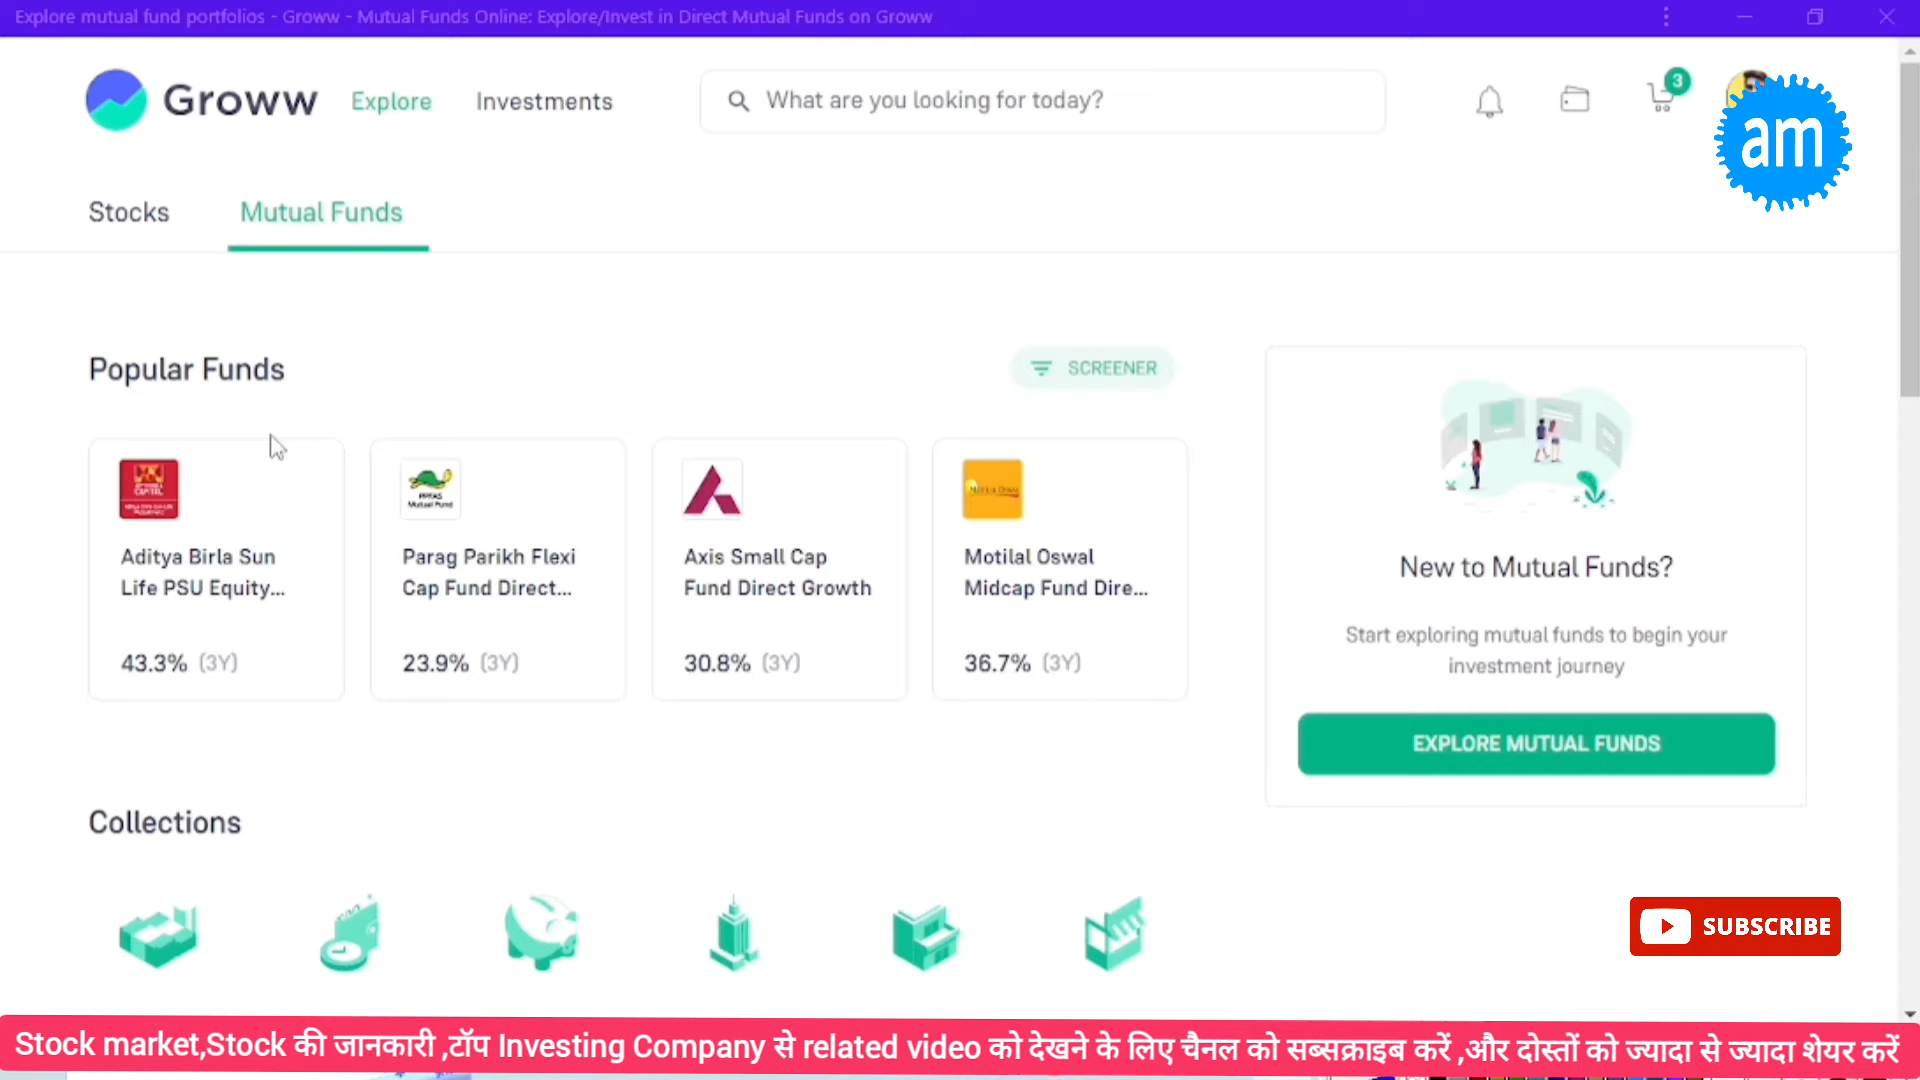 Explore mutual fund portfolios - Groww - Mutual Funds Online: Explore/Invest in Direct Mutual Funds on Groww
Groww
Explore
Investments
What are you looking for today?
3
am
Stocks
Mutual Funds
Popular Funds
SCREENER
Aditya Birla Sun
Life PSU Equity...
43.3% (3Y)
PPFAS
Mutual Fund
Parag Parikh Flexi
Cap Fund Direct...
23.9% (3Y)
Axis Small Cap
Fund Direct Growth
30.8% (3Y)
Motilal Oswal
Midcap Fund Dire...
36.7% (3Y)
New to Mutual Funds?
Start exploring mutual funds to begin your
investment journey
EXPLORE MUTUAL FUNDS
Collections
SUBSCRIBE
Stock market,Stock की जानकारी ,टॉप Investing Company से related video को देखने के लिए चैनल को सब्सक्राइब करें ,और दोस्तों को ज्यादा से ज्यादा शेयर करें